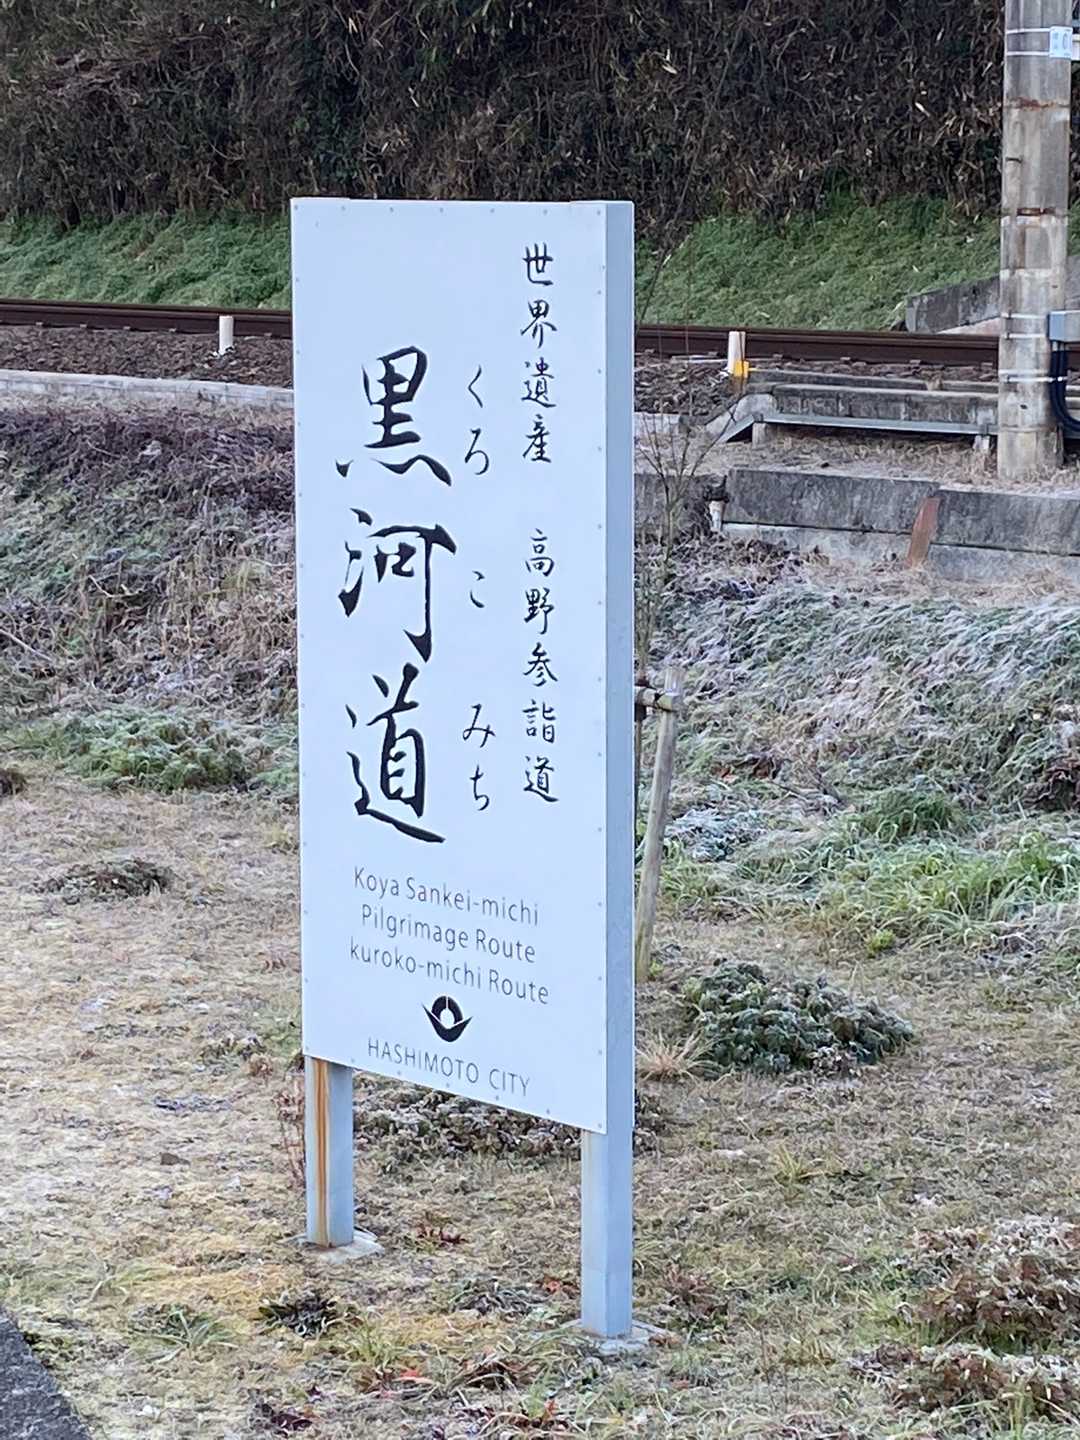 世界遺産 高野参詣道
くろこみち
黒河道
Koya Sankei-michi
Pilgrimage Route
kuroko-michi Route
HASHIMOTO CITY